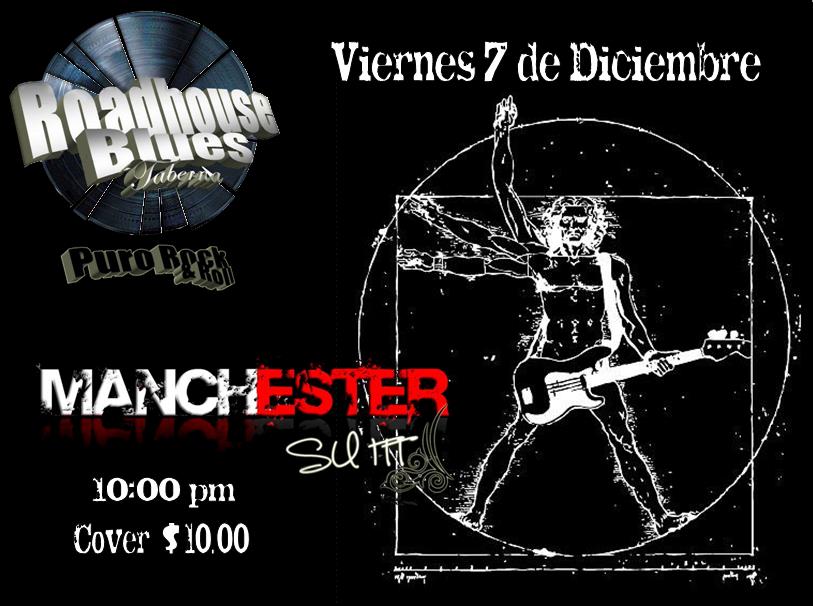 Viernes 7 de Diciembre
Roadhouse
Blues
Taberna
Puro Rock
& Roll
MANCHESTER
10:00 pm
Cover $10.00